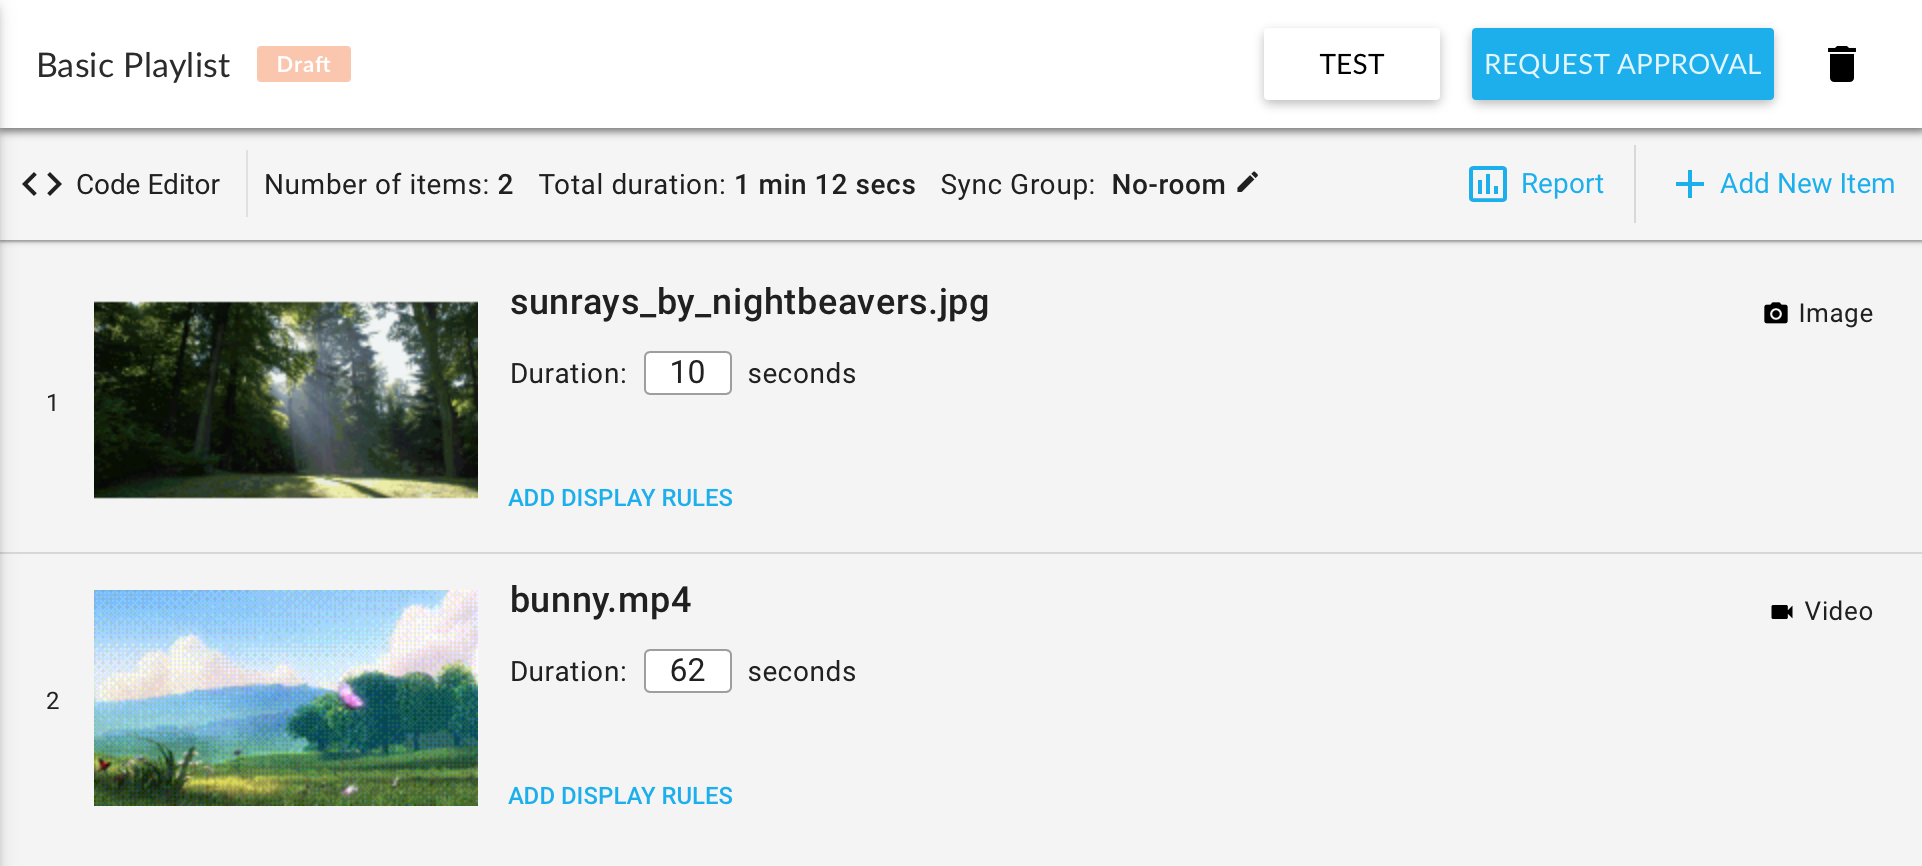 Basic Playlist Draft TEST REQUEST APPROVAL
Code Editor Number of items: 2 Total duration: 1 min 12 secs Sync Group: No-room Report Add New Item
sunrays_by_nightbeavers.jpg
Image
Duration: 10 seconds
1
ADD DISPLAY RULES
bunny.mp4
Video
Duration: 62 seconds
2
ADD DISPLAY RULES